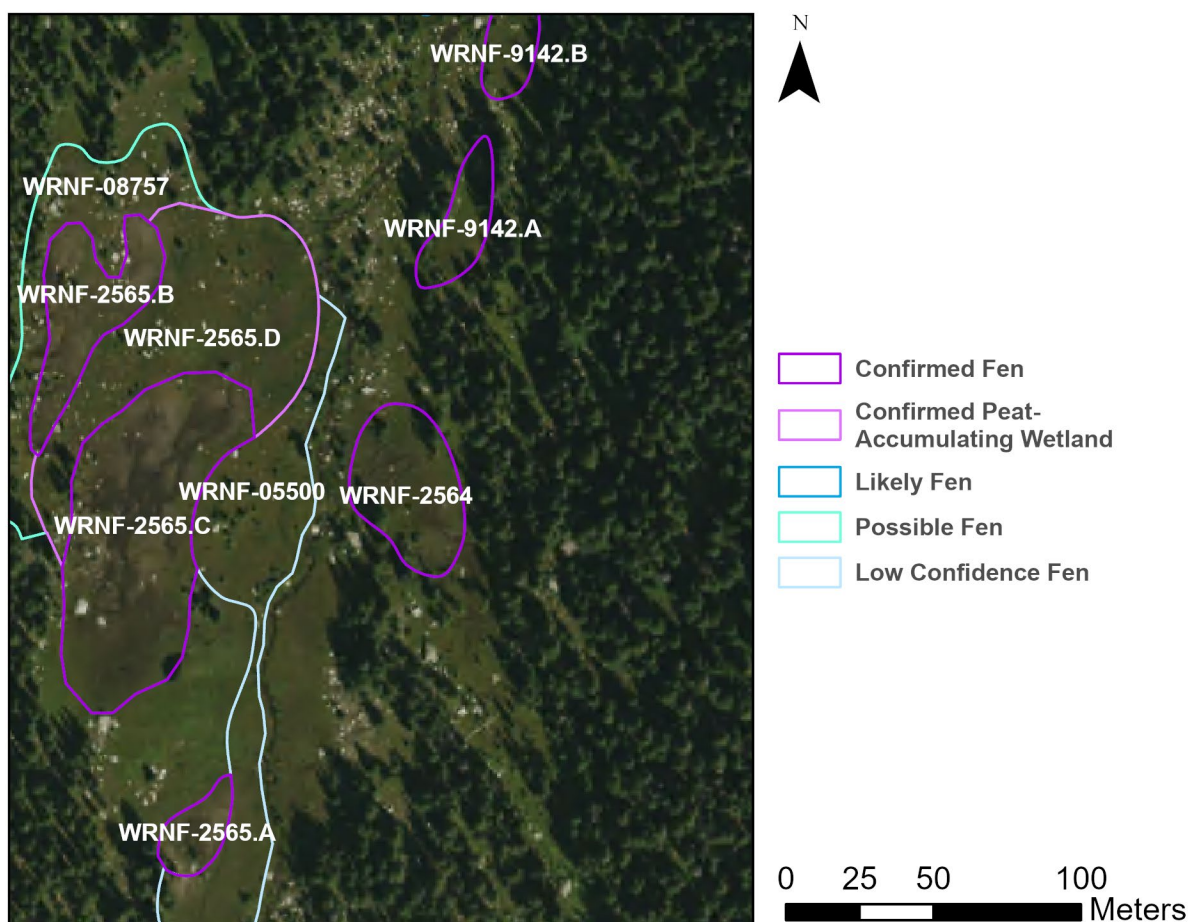 WRNF-9142.B
WRNF-08757
WRNF-9142.A
WRNF-2565.B
WRNF-2565.D
WRNF-05500
WRNF-2564
WRNF-2565.C
WRNF-2565.A
N
Confirmed Fen
Confirmed Peat-
Accumulating Wetland
Likely Fen
Possible Fen
Low Confidence Fen
0 25 50 100
Meters